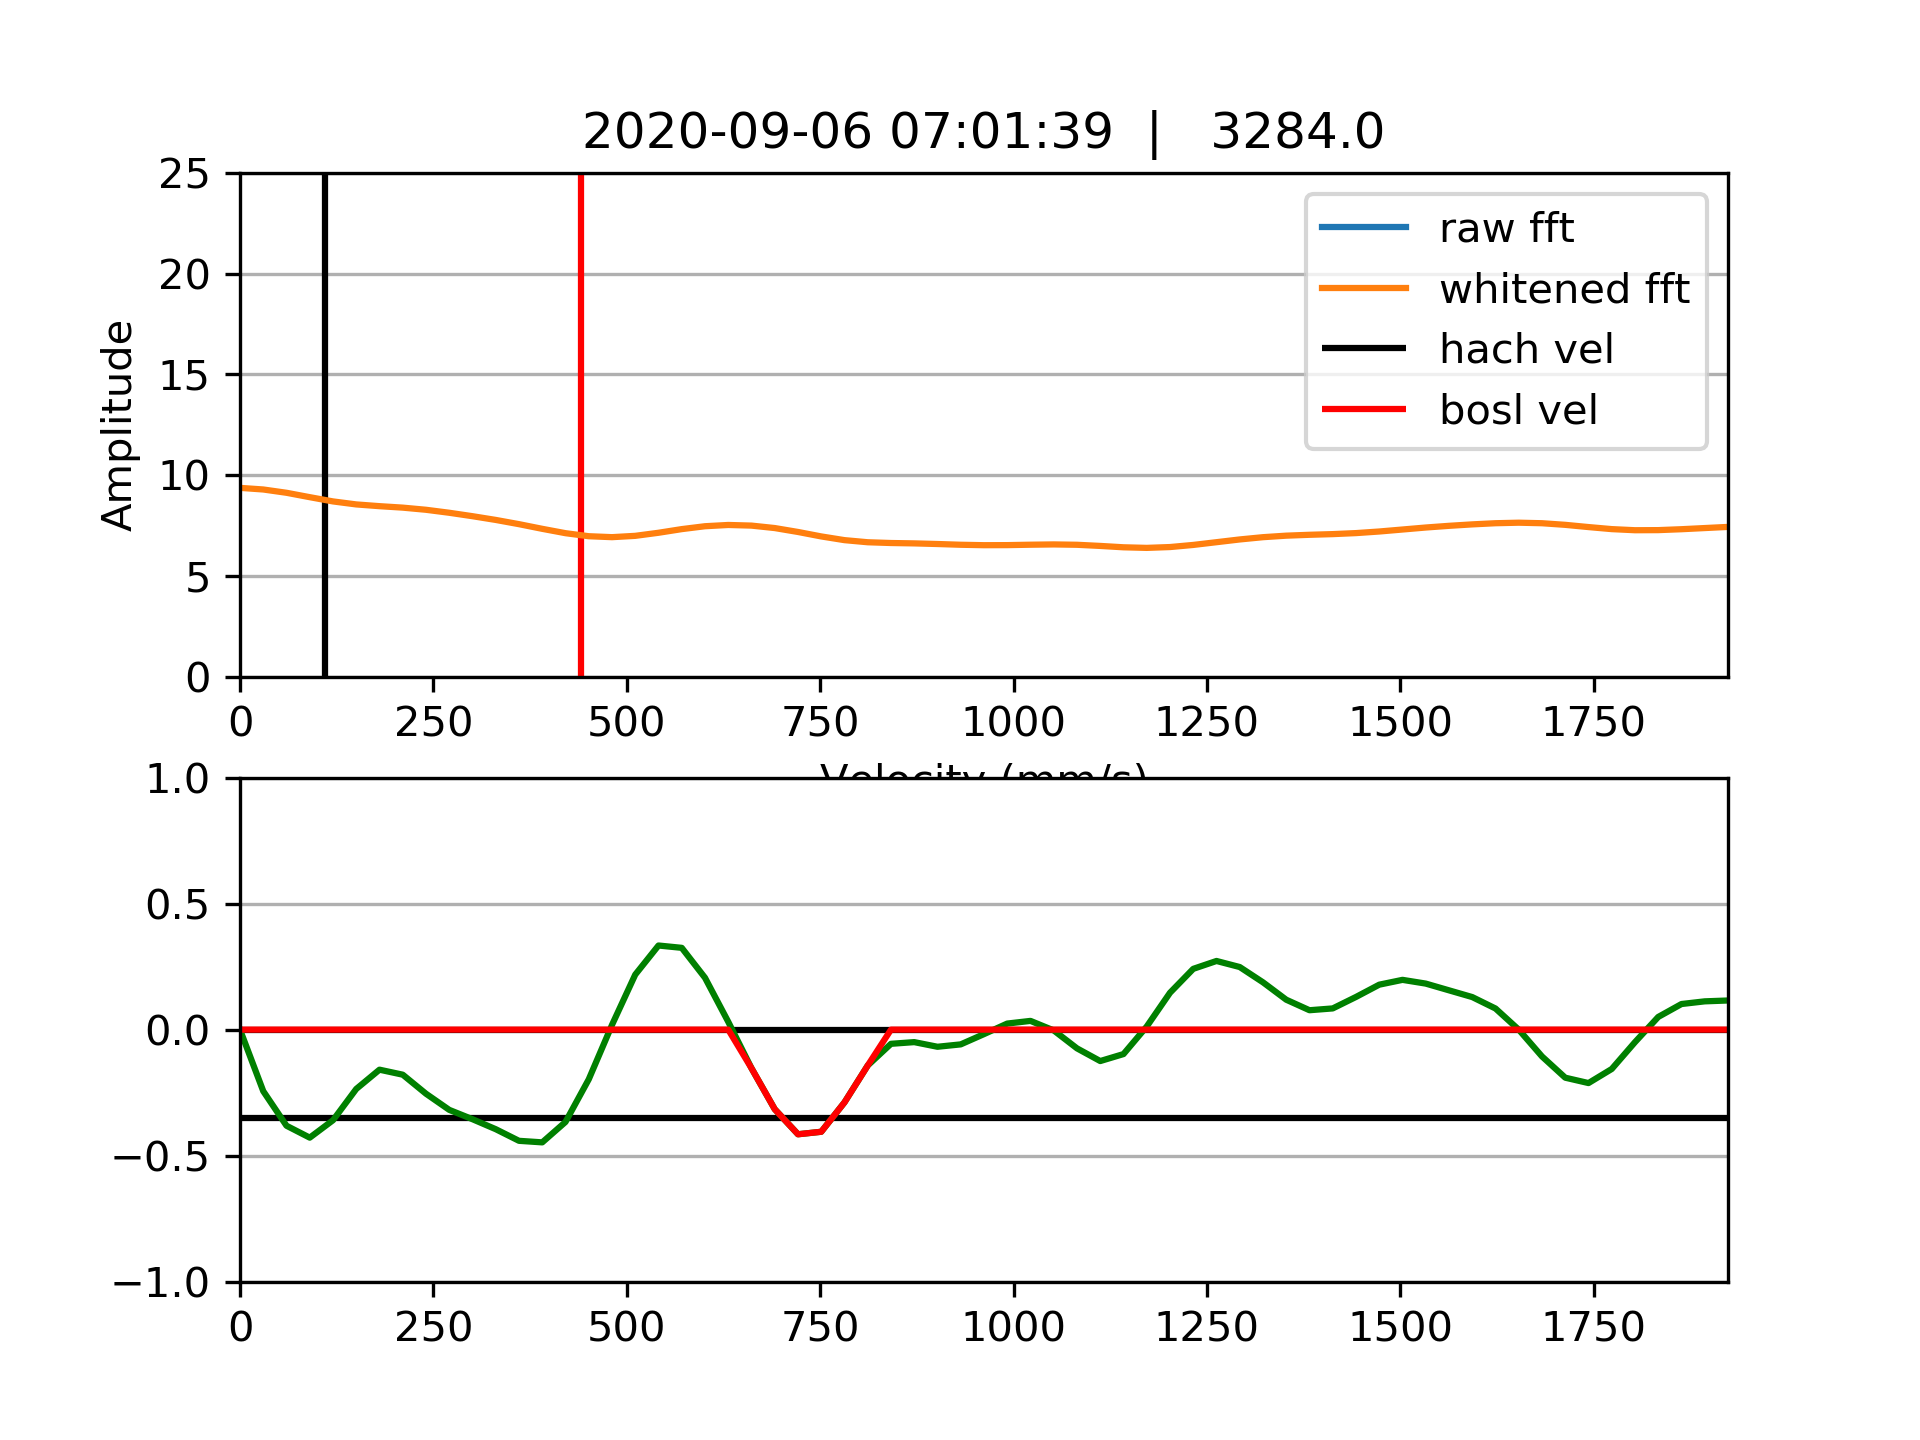 2020-09-06 07:01:39 | 3284.0
25
20
15
10
5
0
Amplitude
raw fft
whitened fft
hach vel
bosl vel
0 250 500 750 1000 1250 1500 1750
Velocity (mm/s)
1.0
0.5
0.0
−0.5
−1.0
0 250 500 750 1000 1250 1500 1750